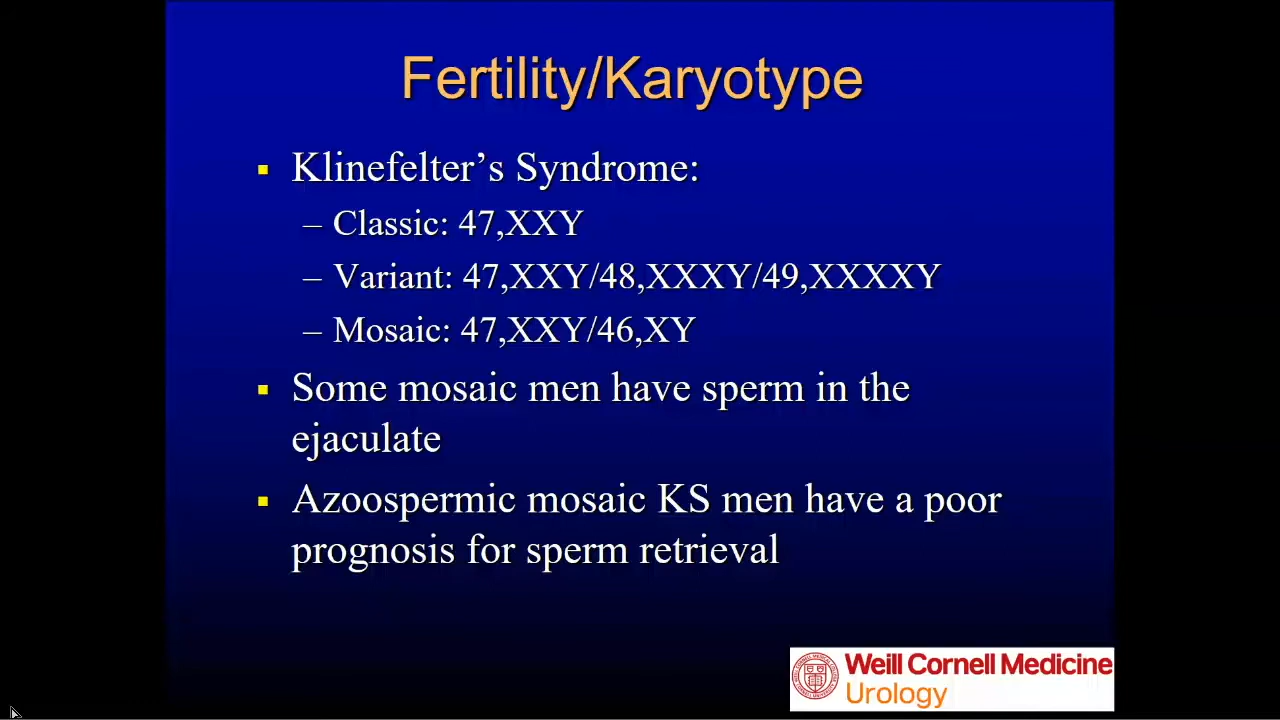 Fertility/Karyotype
▪ Klinefelter’s Syndrome:
– Classic: 47,XXY
– Variant: 47,XXY/48,XXXY/49,XXXXY
– Mosaic: 47,XXY/46,XY
▪ Some mosaic men have sperm in the
ejaculate
▪ Azoospermic mosaic KS men have a poor
prognosis for sperm retrieval
Weill Cornell Medicine
Urology